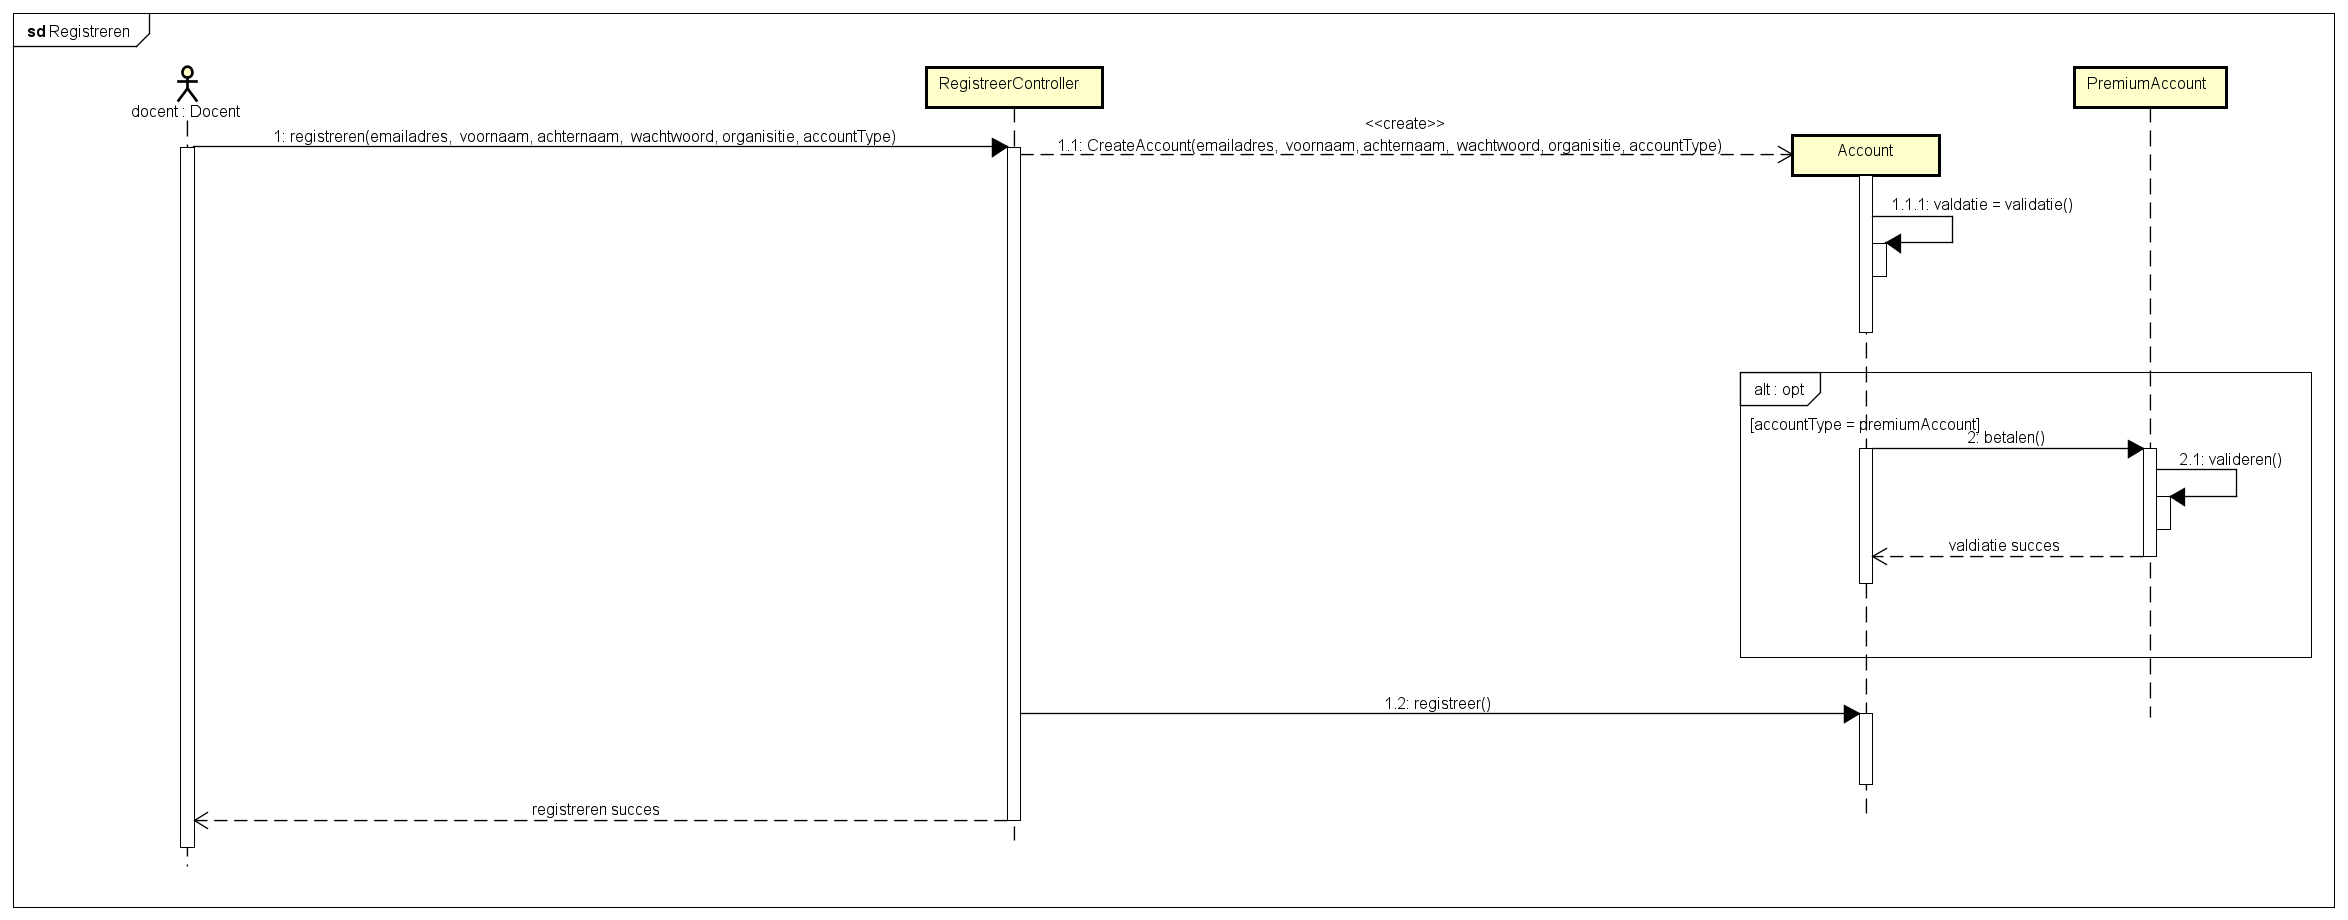 sd Registreren
docent : Docent
RegistreerController
PremiumAccount
1: registreren(emailadres, voornaam, achternaam, wachtwoord, organisitie, accountType)
<<create>>
1.1: CreateAccount(emailadres, voornaam, achternaam, wachtwoord, organisitie, accountType)
Account
1.1.1: valdatie = validatie()
alt : opt
[accountType = premiumAccount]
2: betalen()
2.1: valideren()
valdiatie succes
1.2: registreer()
registreren succes